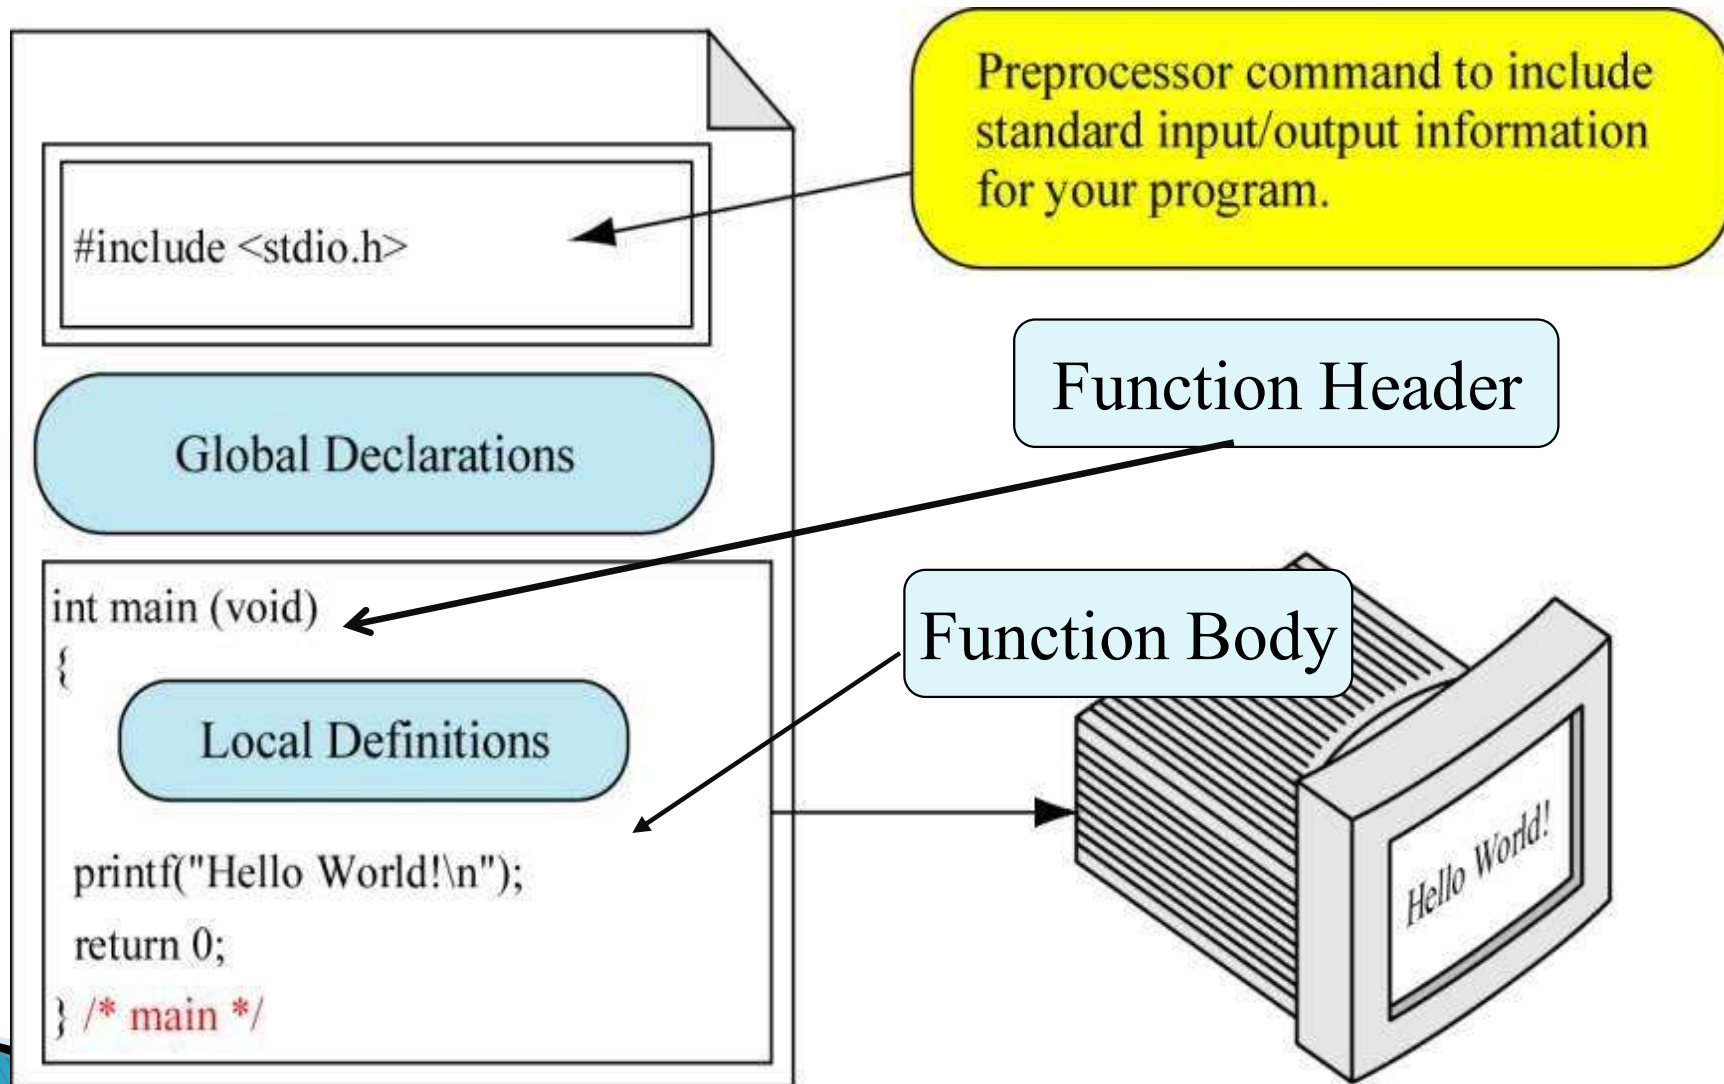 Preprocessor command to include
standard input/output information
for your program.
#include <stdio.h>
Function Header
Global Declarations
int main (void)
{
Function Body
Local Definitions
printf("Hello World!\n");
return 0;
} /* main */
Hello World!